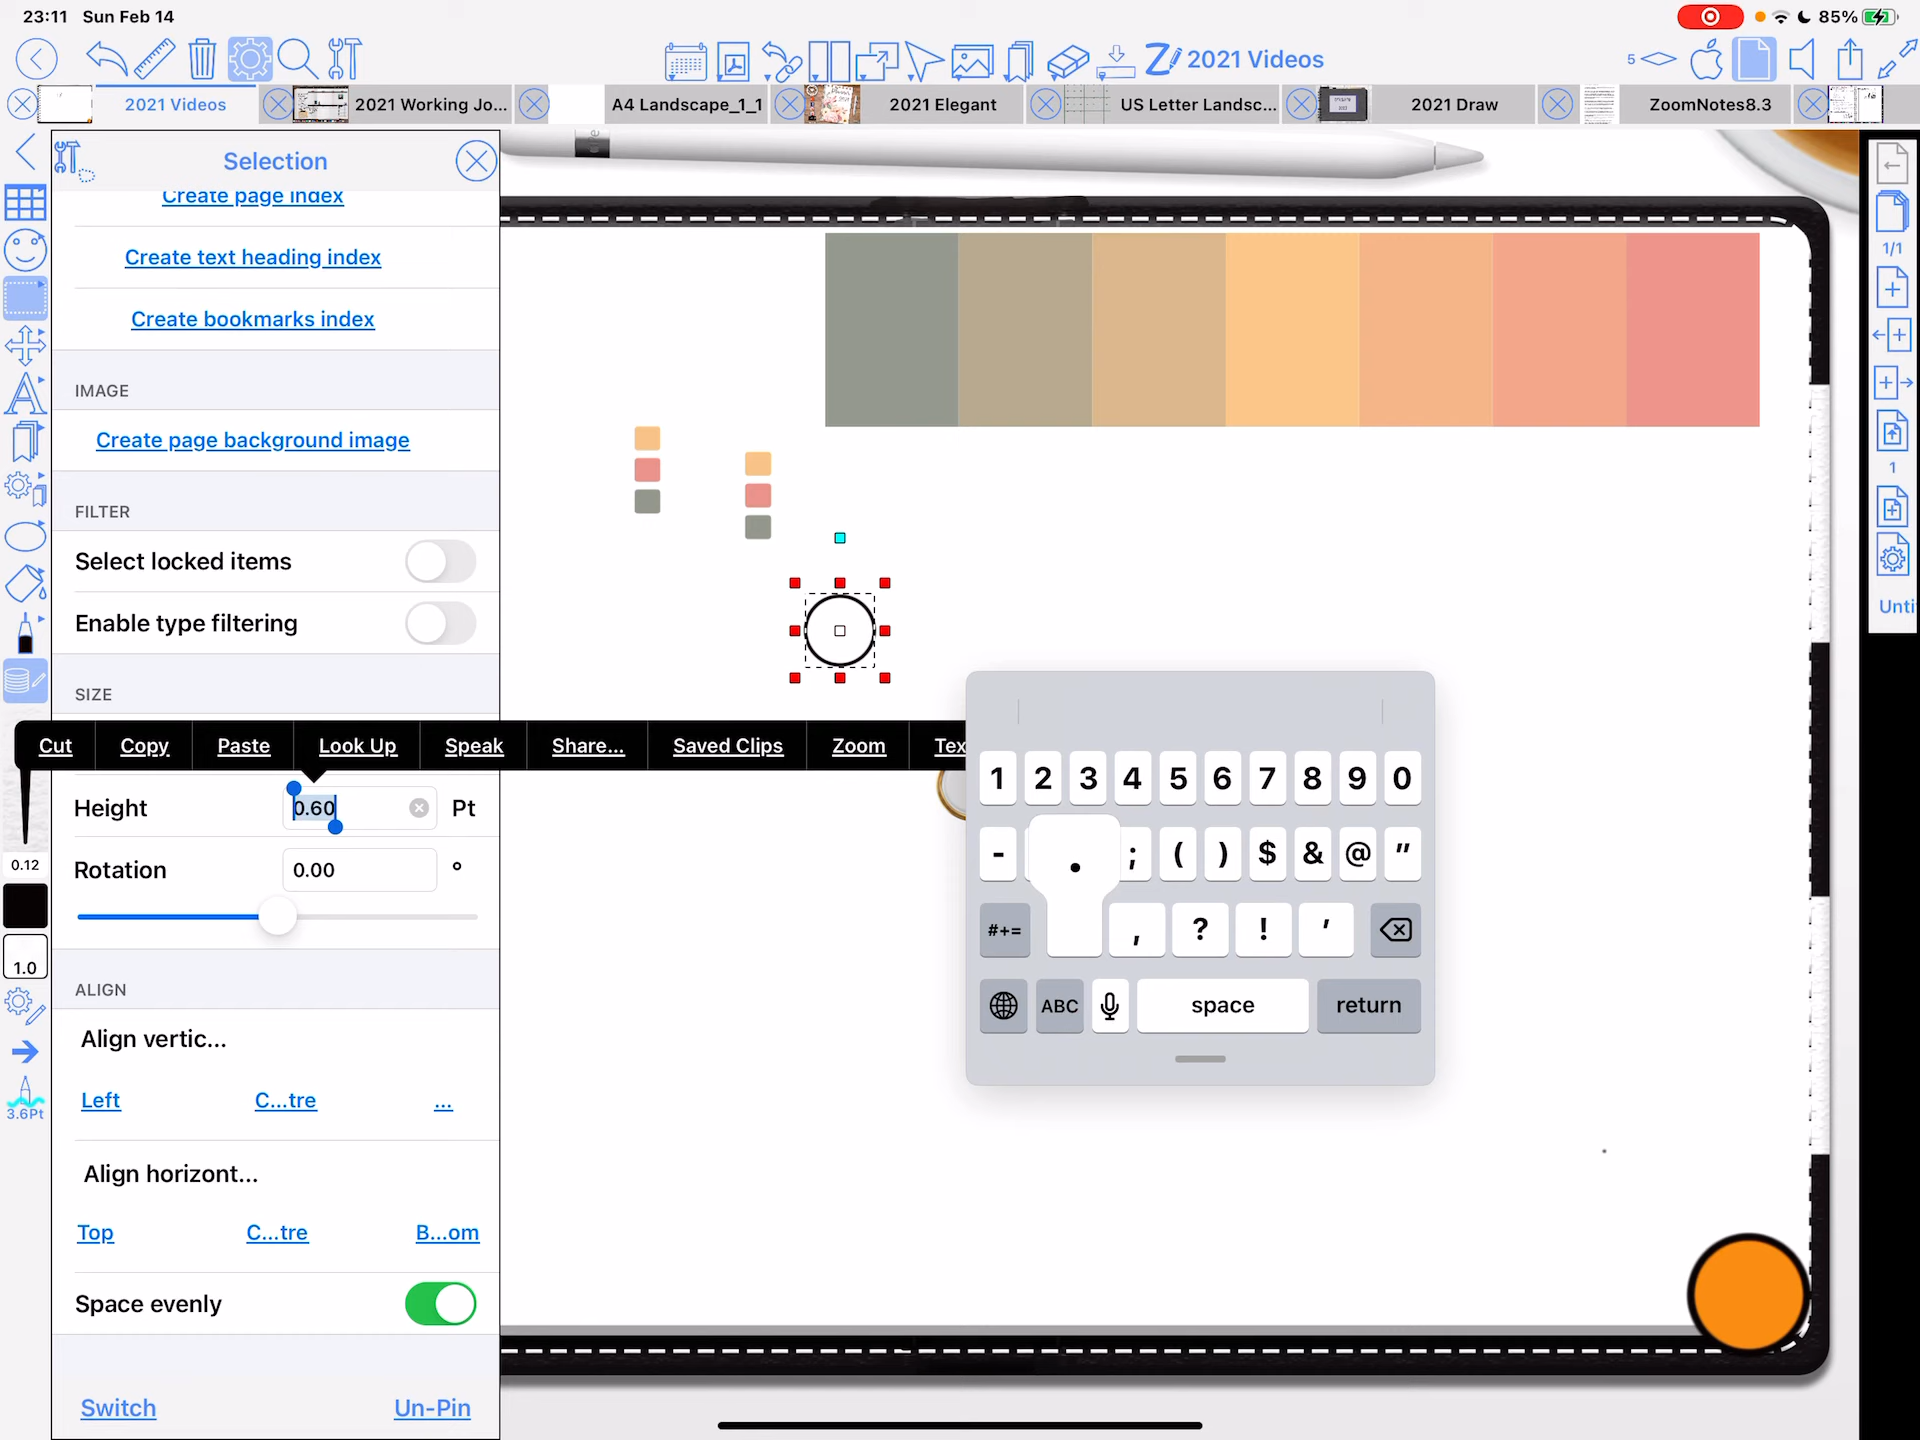 23:11 Sun Feb 14
85%
2021 Videos
5
2021 Videos
2021 Working Jo...
A4 Landscape_1_1
2021 Elegant
US Letter Landsc...
2021 Draw
ZoomNotes8.3
Selection
Create page index
Create text heading index
Create bookmarks index
IMAGE
Create page background image
FILTER
Select locked items
Enable type filtering
SIZE
Cut Copy Paste Look Up Speak Share... Saved Clips Zoom Tex
Height 0.60 Pt
Rotation 0.00 °
ALIGN
Align vertic...
Left C...tre ...
Align horizont...
Top C...tre B...om
Space evenly
Switch Un-Pin
0.12
1.0
3.6Pt
1 2 3 4 5 6 7 8 9 0
- . ; ( ) $ & @ "
#+= , ? ! '
ABC space return
1/1
1
Unti